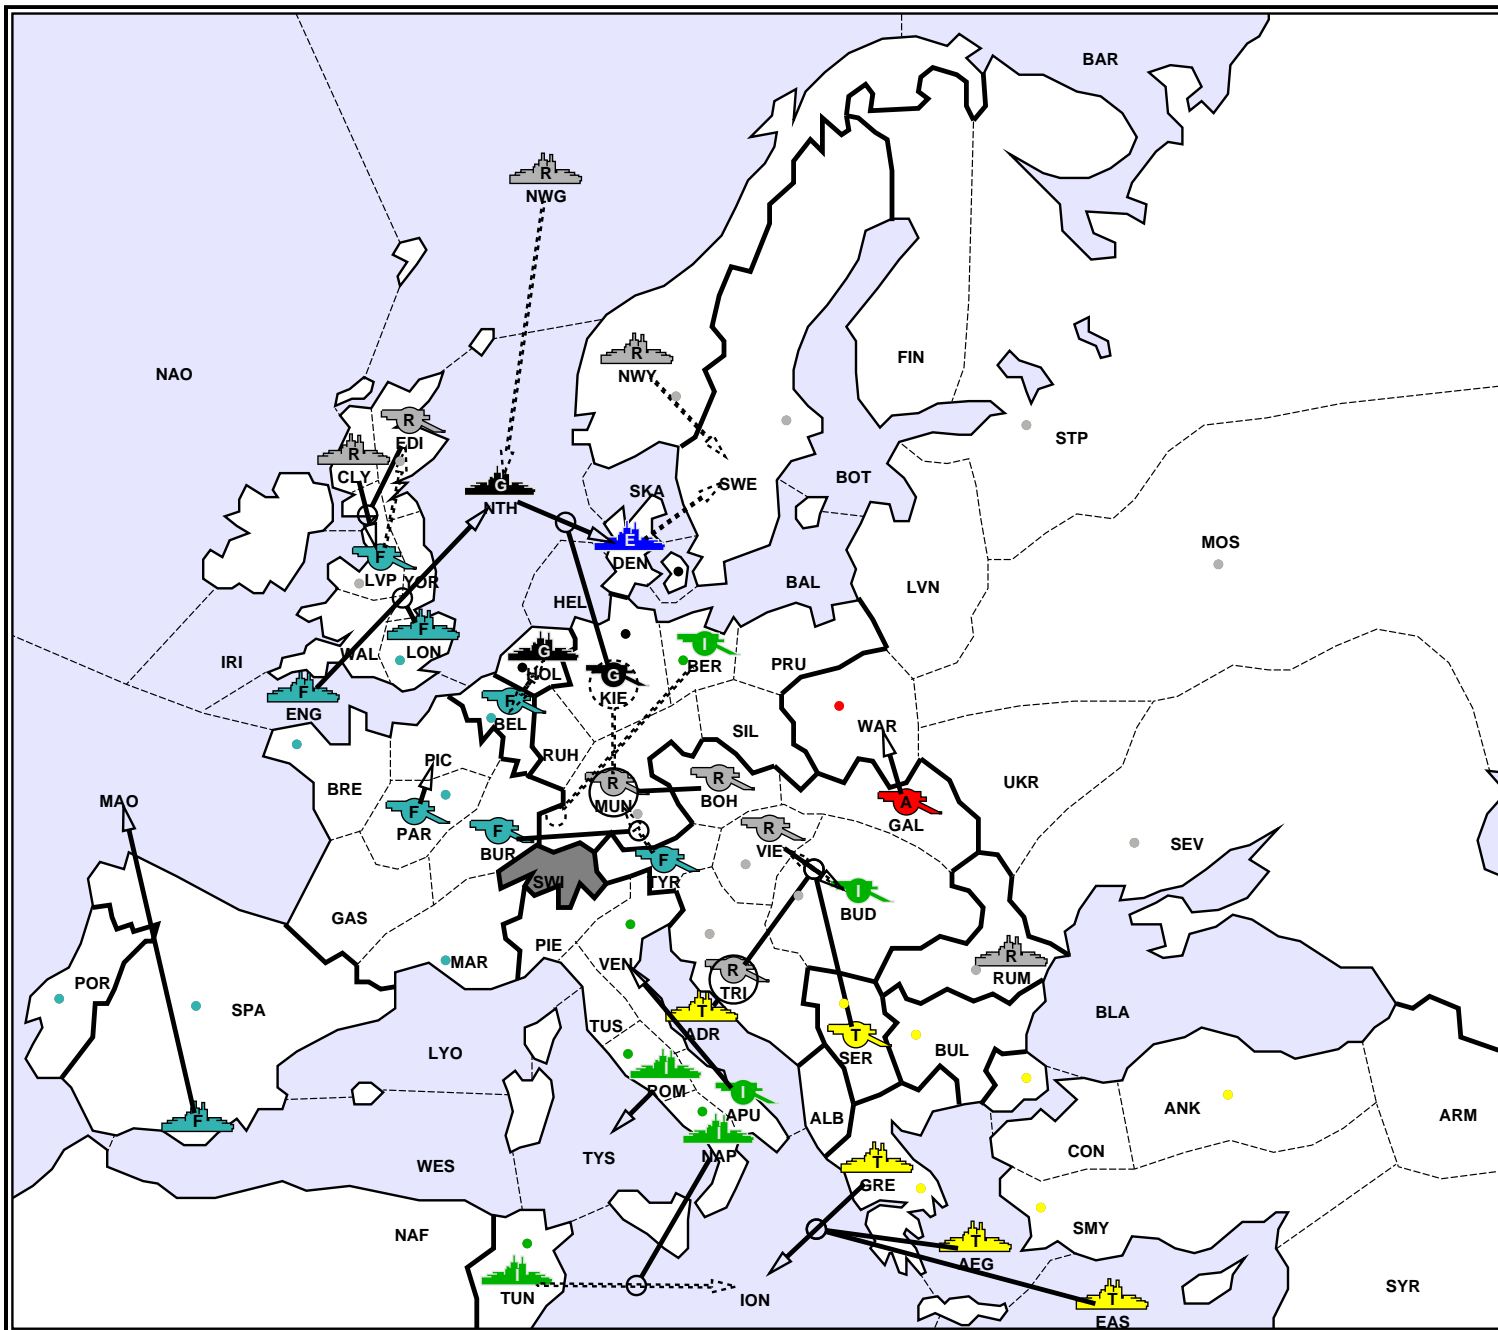 BAR
R
NWG
NAO
R
NWY
FIN
R
EDI
STP
R
CLY
SKA
SWE
BOT
G
NTH
E
DEN
MOS
F
LVP
YOR
BAL
LVN
HEL
F
LON
WAL
IRI
G
HOL
I
BER
PRU
G
KIE
F
ENG
F
BEL
WAR
SIL
RUH
PIC
UKR
R
MUN
R
BOH
BRE
MAO
F
PAR
A
GAL
F
BUR
R
VIE
SEV
F
TYR
SWI
I
BUD
GAS
PIE
MAR
VEN
R
TRI
R
RUM
POR
SPA
T
ADR
BLA
TUS
LYO
T
SER
BUL
I
ROM
I
APU
ALB
ANK
ARM
F
I
NAP
CON
WES
TYS
T
GRE
SMY
NAF
T
AEG
I
TUN
ION
SYR
T
EAS